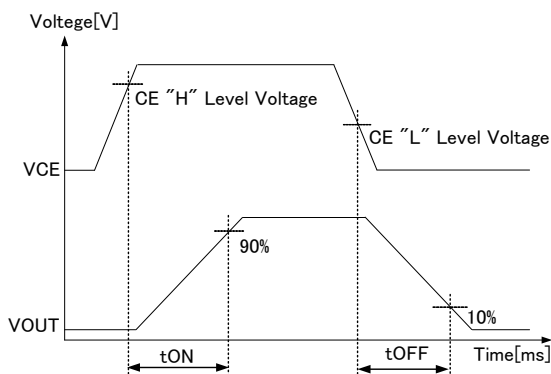 Voltege[V]
CE "H" Level Voltage
CE "L" Level Voltage
VCE
90%
VOUT
10%
tON
tOFF
Time[ms]